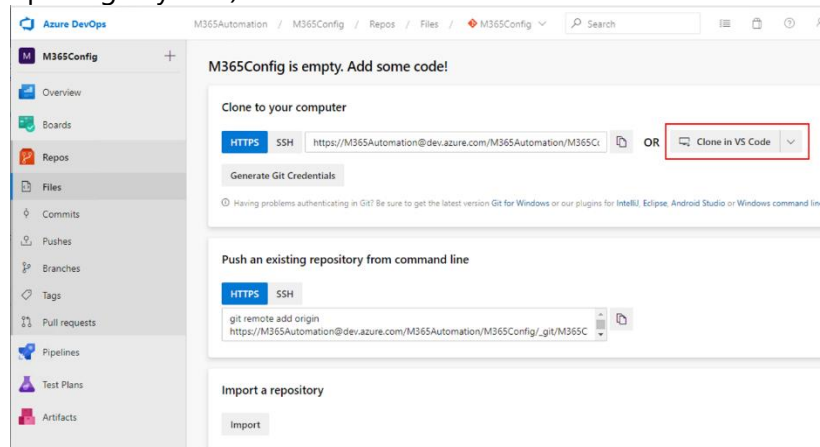 Azure DevOps
M365Automation / M365Config / Repos / Files / M365Config
Search
M M365Config +
M365Config is empty. Add some code!
Overview
Boards
Repos
Files
Commits
Pushes
Branches
Tags
Pull requests
Pipelines
Test Plans
Artifacts
Clone to your computer
HTTPS SSH https://M365Automation@dev.azure.com/M365Automation/M365Cc OR Clone in VS Code
Generate Git Credentials
Having problems authenticating in Git? Be sure to get the latest version Git for Windows or our plugins for IntelliJ, Eclipse, Android Studio or Windows command line
Push an existing repository from command line
HTTPS SSH
git remote add origin
https://M365Automation@dev.azure.com/M365Automation/M365Config/_git/M365C
Import a repository
Import